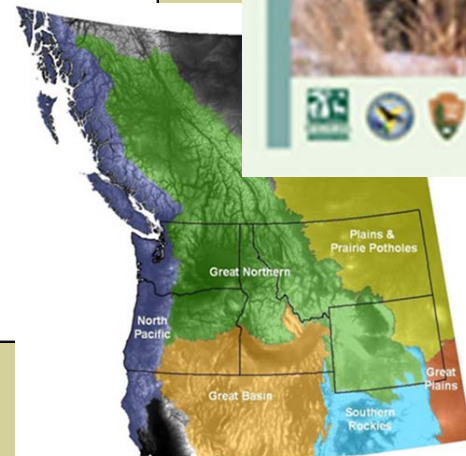 Plains &
Prairie Potholes
Great Northern
North
Pacific
Great
Plains
Great Basin
Southern
Rockies